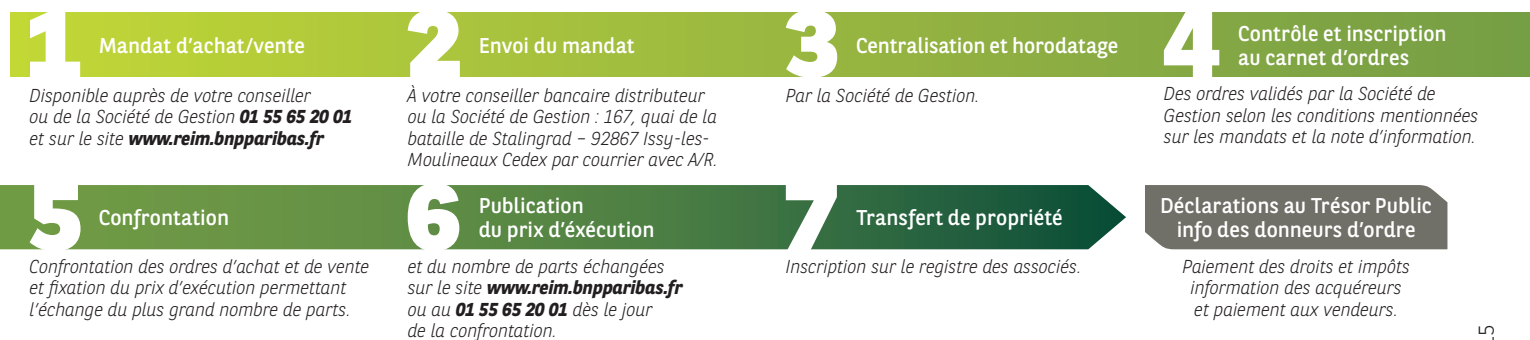 1 Mandat d'achat/vente
Disponible auprès de votre conseiller
ou de la Société de Gestion 01 55 65 20 01
et sur le site www.reim.bnpparibas.fr
2 Envoi du mandat
À votre conseiller bancaire distributeur
ou la Société de Gestion : 167, quai de la
bataille de Stalingrad – 92867 Issy-les-
Moulineaux Cedex par courrier avec A/R.
3 Centralisation et horodatage
Par la Société de Gestion.
4 Contrôle et inscription
au carnet d'ordres
Des ordres validés par la Société de
Gestion selon les conditions mentionnées
sur les mandats et la note d'information.
5 Confrontation
Confrontation des ordres d'achat et de vente
et fixation du prix d'exécution permettant
l'échange du plus grand nombre de parts.
6 Publication
du prix d'éxécution
et du nombre de parts échangées
sur le site www.reim.bnpparibas.fr
ou au 01 55 65 20 01 dès le jour
de la confrontation.
7 Transfert de propriété
Inscription sur le registre des associés.
Déclarations au Trésor Public
info des donneurs d'ordre
Paiement des droits et impôts
information des acquéreurs
et paiement aux vendeurs.